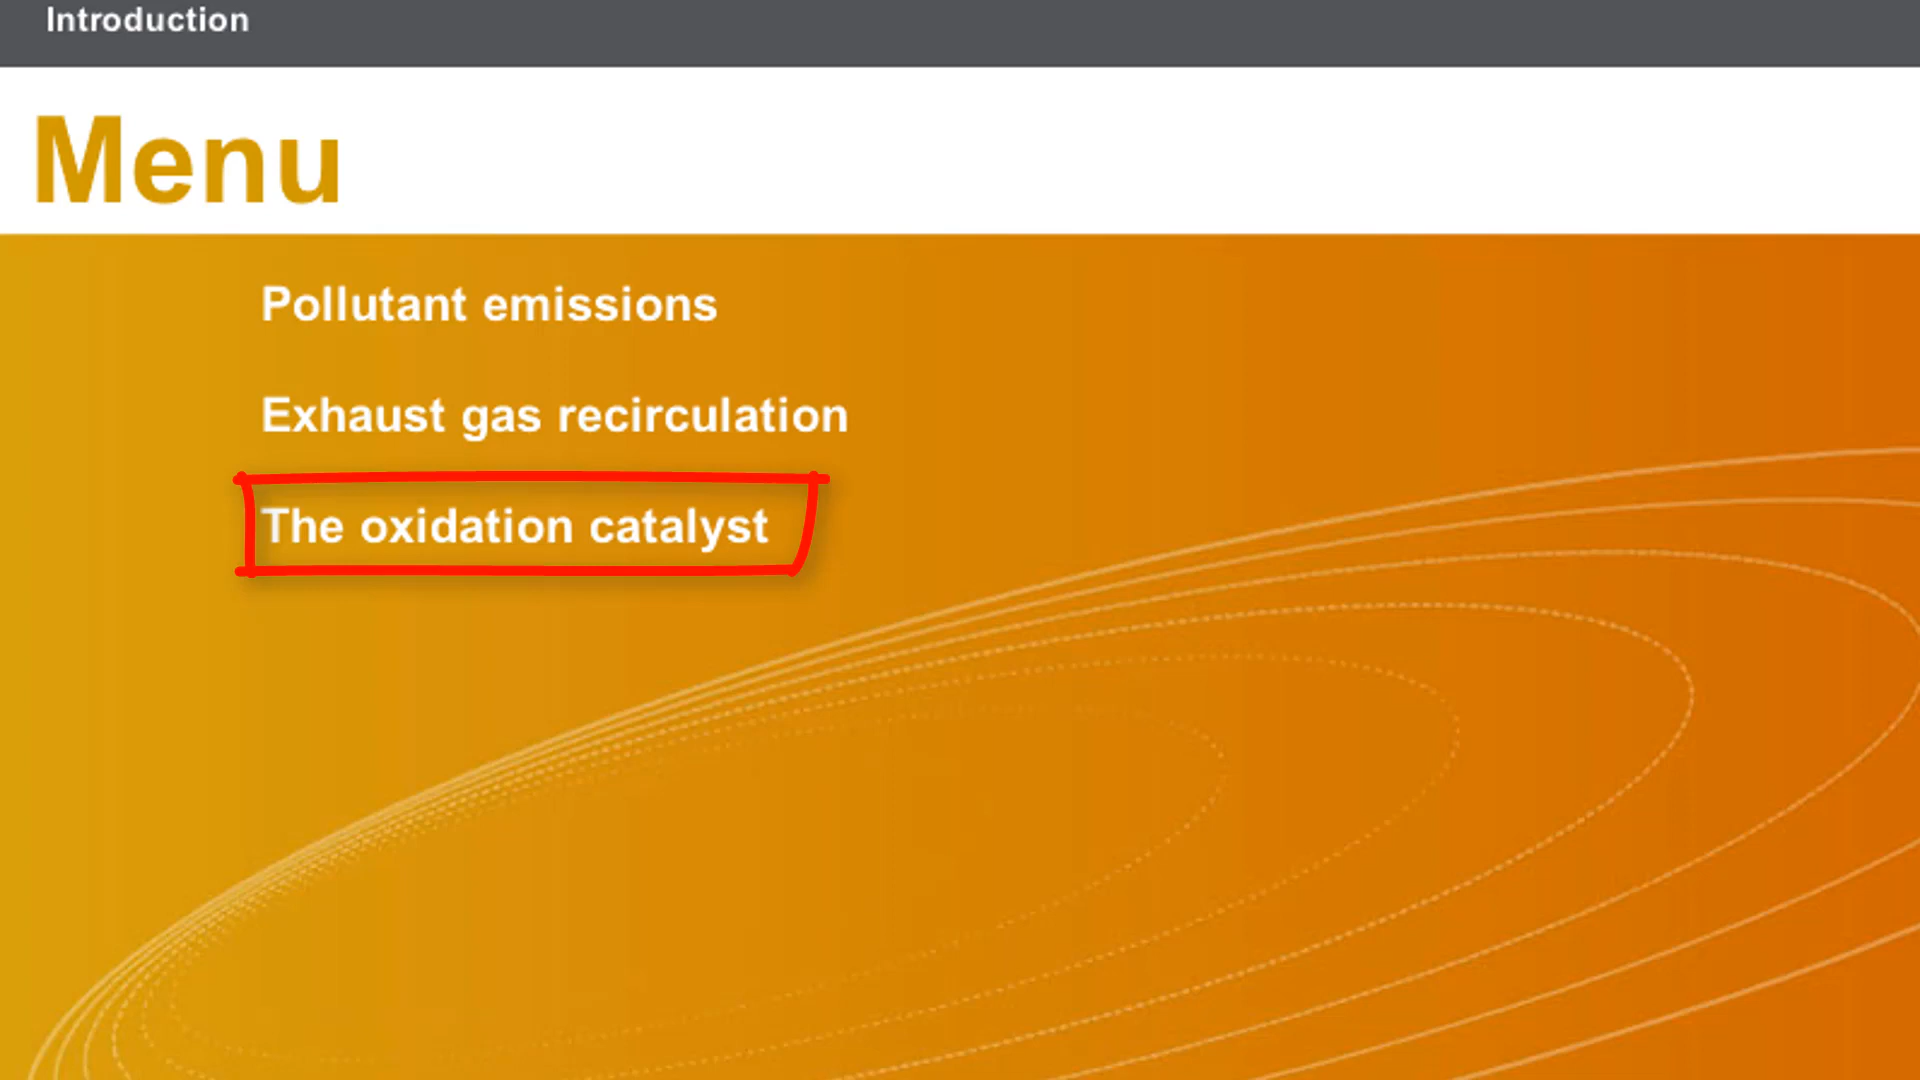 Introduction
Menu
Pollutant emissions
Exhaust gas recirculation
The oxidation catalyst